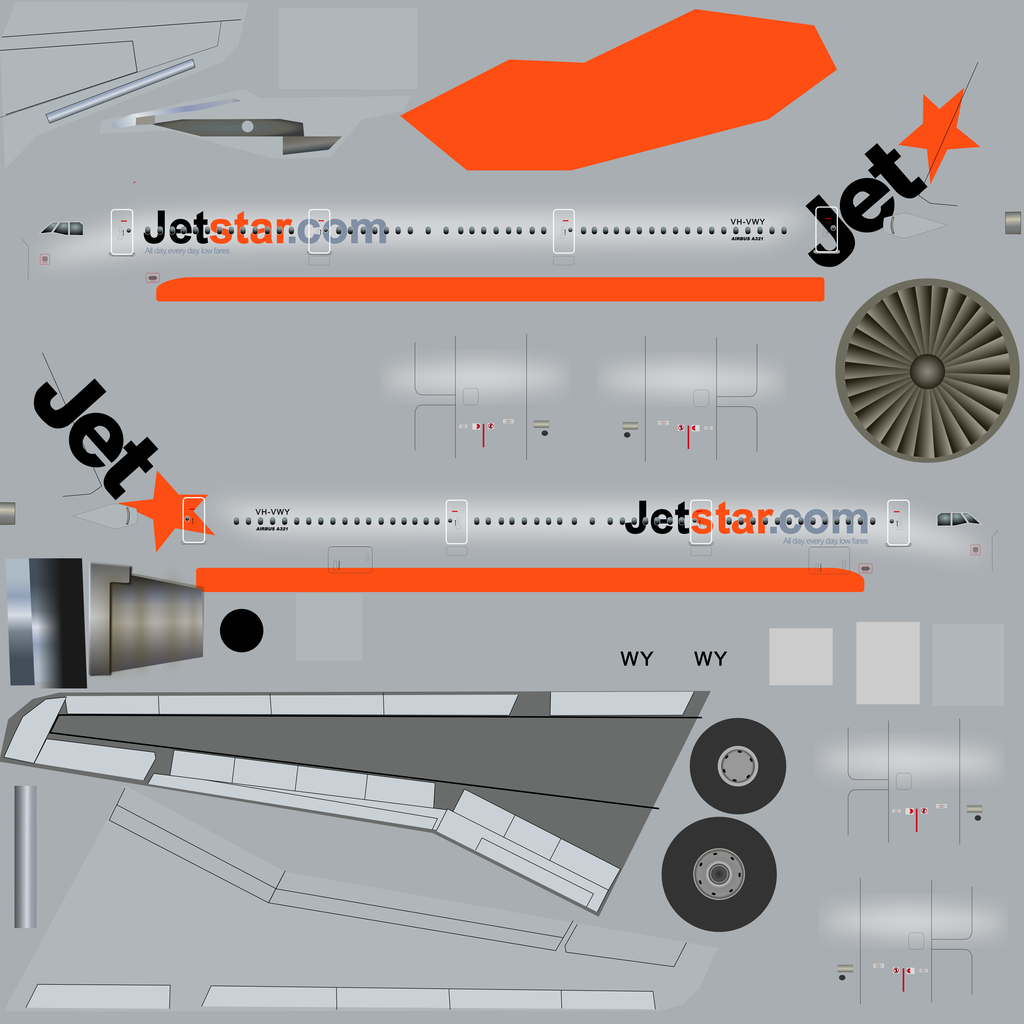 Jet
Jetstar.com
All day, every day, low fares
VH-VWY
AIRBUS A321
Jet
VH-VWY
AIRBUS A321
Jetstar.com
All day, every day, low fares
WY WY